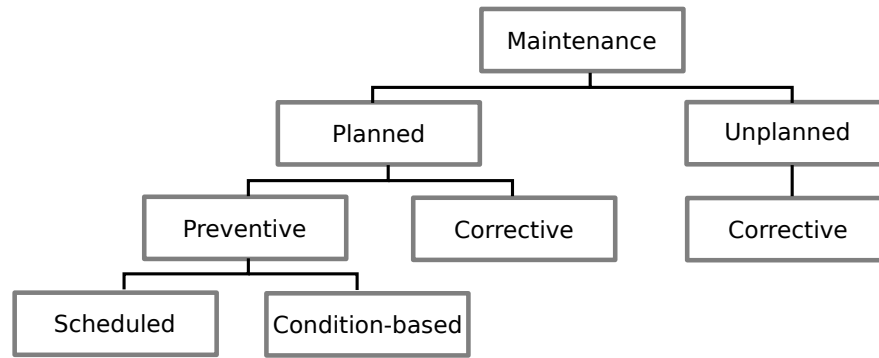 Maintenance
Planned
Unplanned
Preventive
Corrective
Corrective
Scheduled
Condition-based